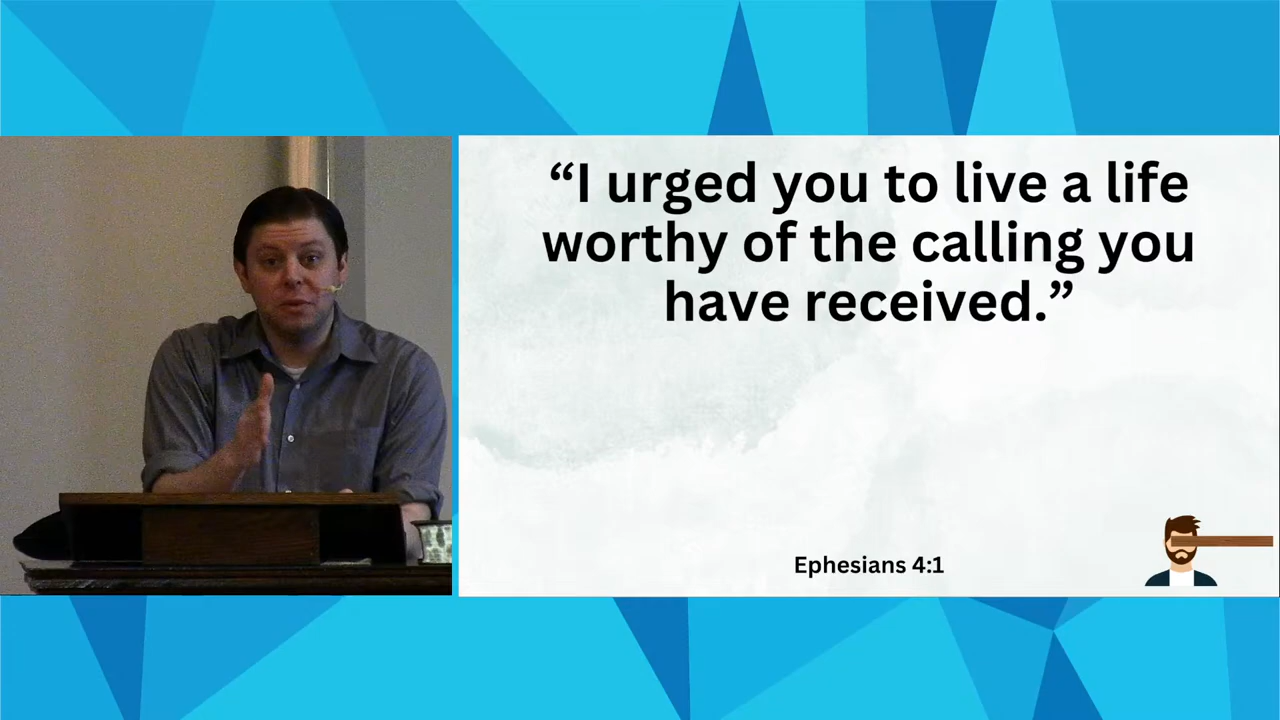 “I urged you to live a life
worthy of the calling you
have received.”
Ephesians 4:1